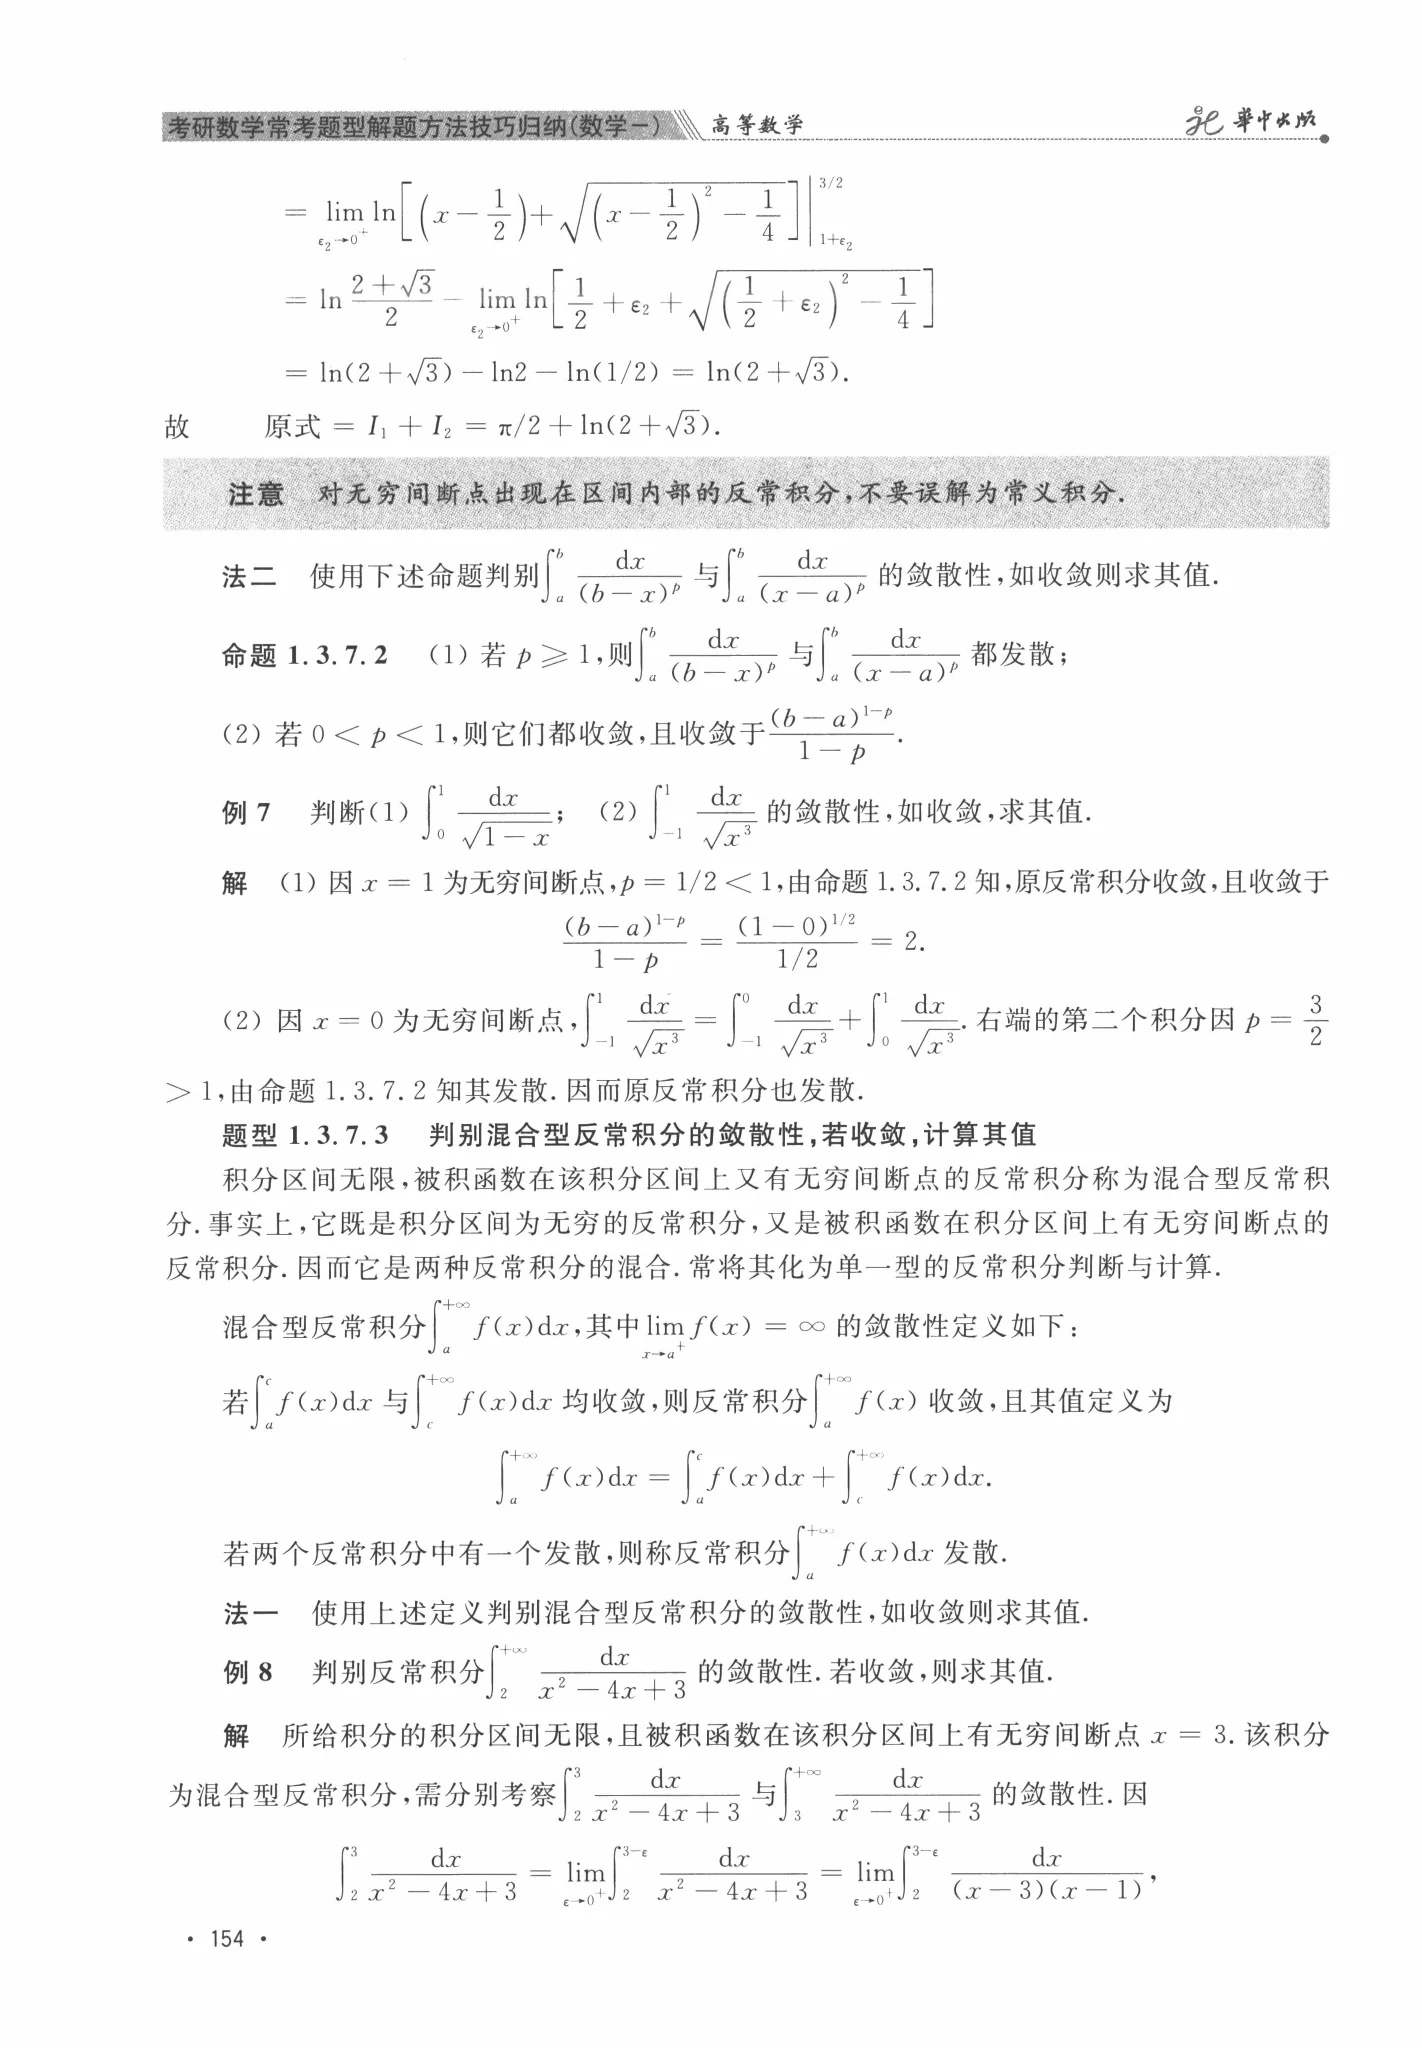 考研数学常考题型解题方法技巧归纳(数学一) 高等数学 华中出版
$= \lim_{\varepsilon_2 \to 0^+} \ln\left[\left(x-\frac{1}{2}\right)+\sqrt{\left(x-\frac{1}{2}\right)^2-\frac{1}{4}}\right]\Big|_{1+\varepsilon_2}^{3/2}$
$= \ln\frac{2+\sqrt{3}}{2} - \lim_{\varepsilon_2 \to 0^+} \ln\left[\frac{1}{2}+\varepsilon_2+\sqrt{\left(\frac{1}{2}+\varepsilon_2\right)^2-\frac{1}{4}}\right]$
$= \ln(2+\sqrt{3})-\ln2-\ln(1/2) = \ln(2+\sqrt{3}).$
故 原式 $= I_1+I_2 = \pi/2+\ln(2+\sqrt{3}).$
注意 对无穷间断点出现在区间内部的反常积分,不要误解为常义积分.
法二 使用下述命题判别$\int_a^b \frac{dx}{(b-x)^p}$与$\int_a^b \frac{dx}{(x-a)^p}$的敛散性,如收敛则求其值.
命题 1.3.7.2 (1) 若 $p \geqslant 1$,则$\int_a^b \frac{dx}{(b-x)^p}$与$\int_a^b \frac{dx}{(x-a)^p}$都发散;
(2) 若 $0<p<1$,则它们都收敛,且收敛于$\frac{(b-a)^{1-p}}{1-p}$.
例 7 判断(1) $\int_0^1 \frac{dx}{\sqrt{1-x}}$; (2) $\int_{-1}^1 \frac{dx}{\sqrt{x^3}}$的敛散性,如收敛,求其值.
解 (1) 因 $x=1$ 为无穷间断点,$p=1/2<1$,由命题 1.3.7.2 知,原反常积分收敛,且收敛于
$\frac{(b-a)^{1-p}}{1-p} = \frac{(1-0)^{1/2}}{1/2} = 2.$
(2) 因 $x=0$ 为无穷间断点,$\int_{-1}^1 \frac{dx}{\sqrt{x^3}} = \int_{-1}^0 \frac{dx}{\sqrt{x^3}}+\int_0^1 \frac{dx}{\sqrt{x^3}}$.右端的第二个积分因 $p=\frac{3}{2}$
$>1$,由命题 1.3.7.2 知其发散.因而原反常积分也发散.
题型 1.3.7.3 判别混合型反常积分的敛散性,若收敛,计算其值
积分区间无限,被积函数在该积分区间上又有无穷间断点的反常积分称为混合型反常积
分.事实上,它既是积分区间为无穷的反常积分,又是被积函数在积分区间上有无穷间断点的
反常积分.因而它是两种反常积分的混合.常将其化为单一型的反常积分判断与计算.
混合型反常积分$\int_a^{+\infty} f(x)dx$,其中$\lim_{x \to a^+} f(x)=\infty$ 的敛散性定义如下:
若$\int_a^c f(x)dx$ 与$\int_c^{+\infty} f(x)dx$ 均收敛,则反常积分$\int_a^{+\infty} f(x)$ 收敛,且其值定义为
$\int_a^{+\infty} f(x)dx = \int_a^c f(x)dx+\int_c^{+\infty} f(x)dx.$
若两个反常积分中有一个发散,则称反常积分$\int_a^{+\infty} f(x)dx$ 发散.
法一 使用上述定义判别混合型反常积分的敛散性,如收敛则求其值.
例 8 判别反常积分$\int_2^{+\infty} \frac{dx}{x^2-4x+3}$的敛散性.若收敛,则求其值.
解 所给积分的积分区间无限,且被积函数在该积分区间上有无穷间断点 $x=3$.该积分
为混合型反常积分,需分别考察$\int_2^3 \frac{dx}{x^2-4x+3}$与$\int_3^{+\infty} \frac{dx}{x^2-4x+3}$的敛散性.因
$\int_2^3 \frac{dx}{x^2-4x+3} = \lim_{\varepsilon \to 0^+} \int_2^{3-\varepsilon} \frac{dx}{x^2-4x+3} = \lim_{\varepsilon \to 0^+} \int_2^{3-\varepsilon} \frac{dx}{(x-3)(x-1)},$
· 154 ·